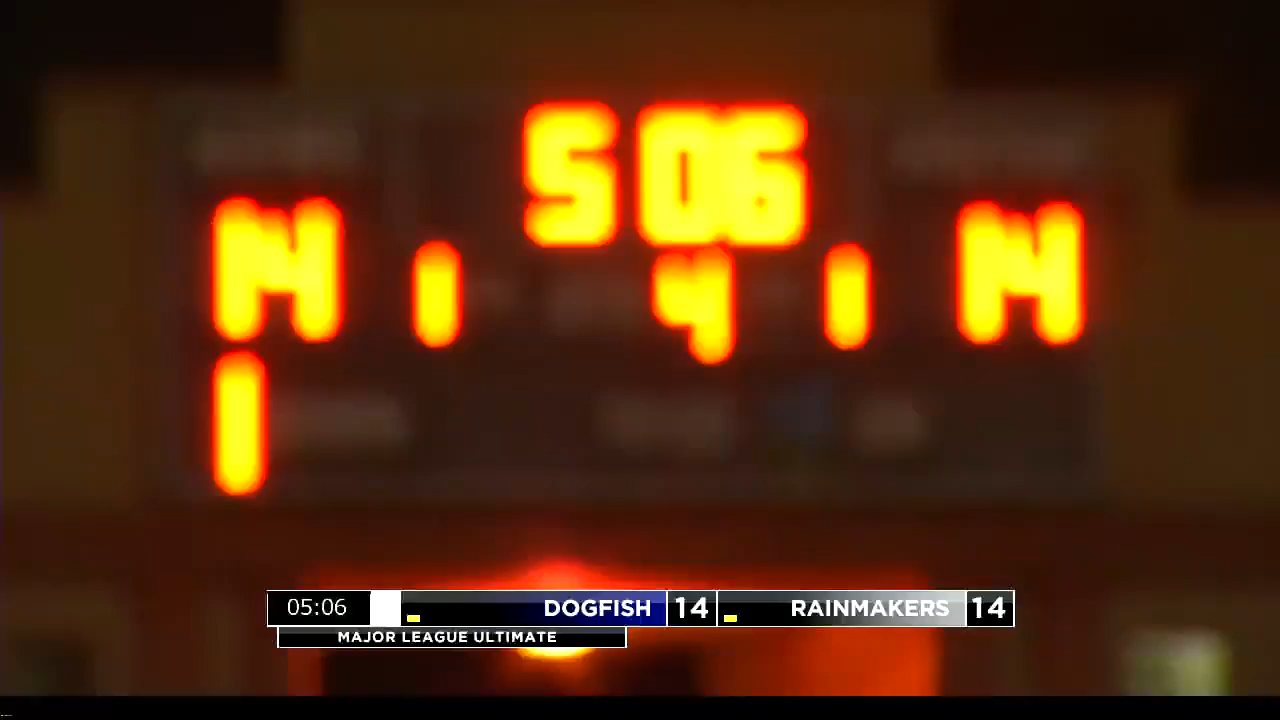 5 06
14 1 4 1 14
1
05:06 DOGFISH 14 RAINMAKERS 14
MAJOR LEAGUE ULTIMATE